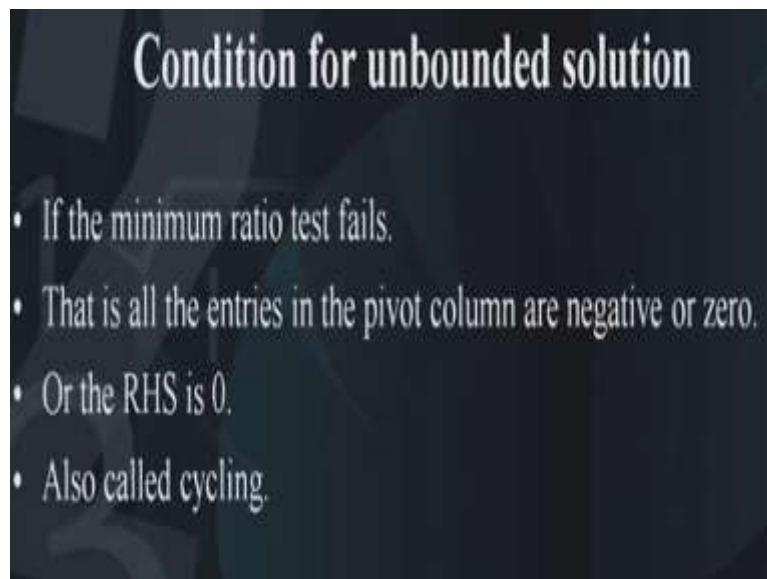 Condition for unbounded solution
• If the minimum ratio test fails.
• That is all the entries in the pivot column are negative or zero.
• Or the RHS is 0.
• Also called cycling.